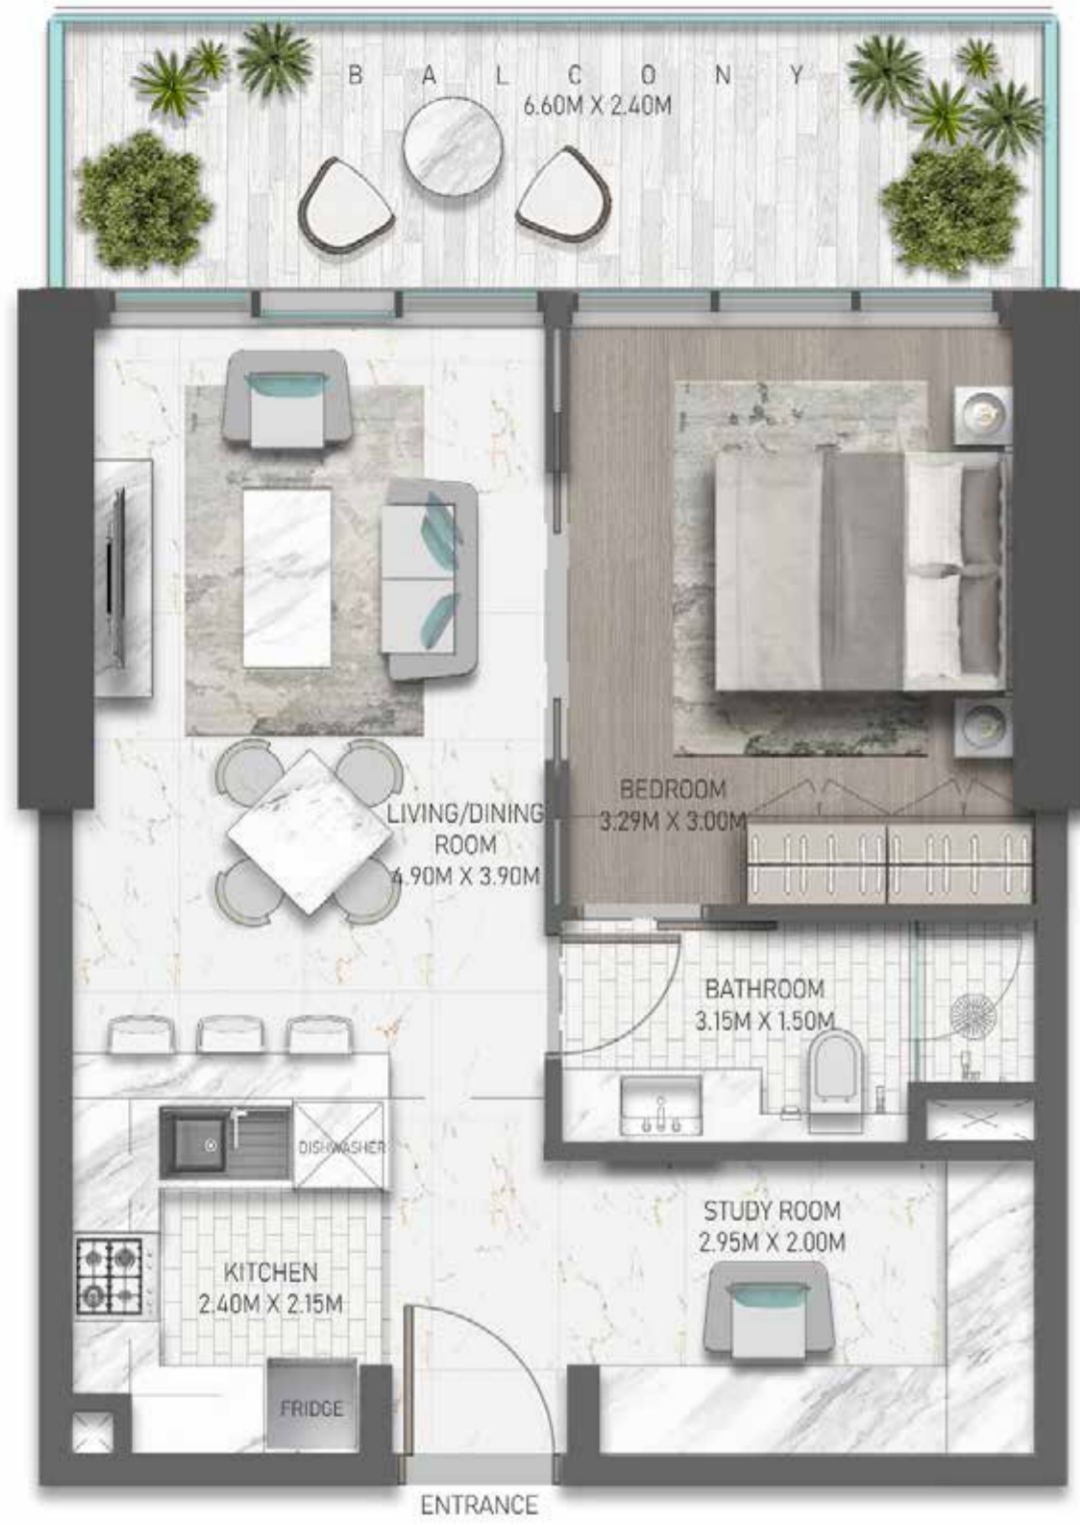 B A L C O N Y
6.60M X 2.40M
LIVING/DINING
ROOM
4.90M X 3.90M
BEDROOM
3.29M X 3.00M
BATHROOM
3.15M X 1.50M
DISHWASHER
STUDY ROOM
2.95M X 2.00M
KITCHEN
2.40M X 2.15M
FRIDGE
ENTRANCE